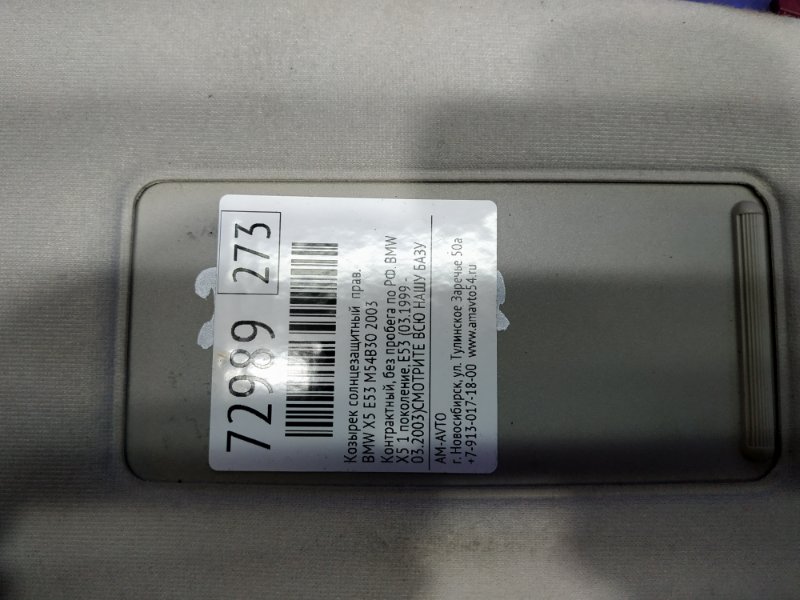 72989 273
Козырек солнцезащитный прав.
BMW X5 E53 M54B30 2003
Контрактный, без пробега по РФ. BMW
X5 1 поколение, E53 (03.1999 -
03.2003)СМОТРИТЕ ВСЮ НАШУ БАЗУ
AM-AVTO
г. Новосибирск, ул. Тулинское Заречье 50а
+7-913-017-18-00 www.amavto54.ru